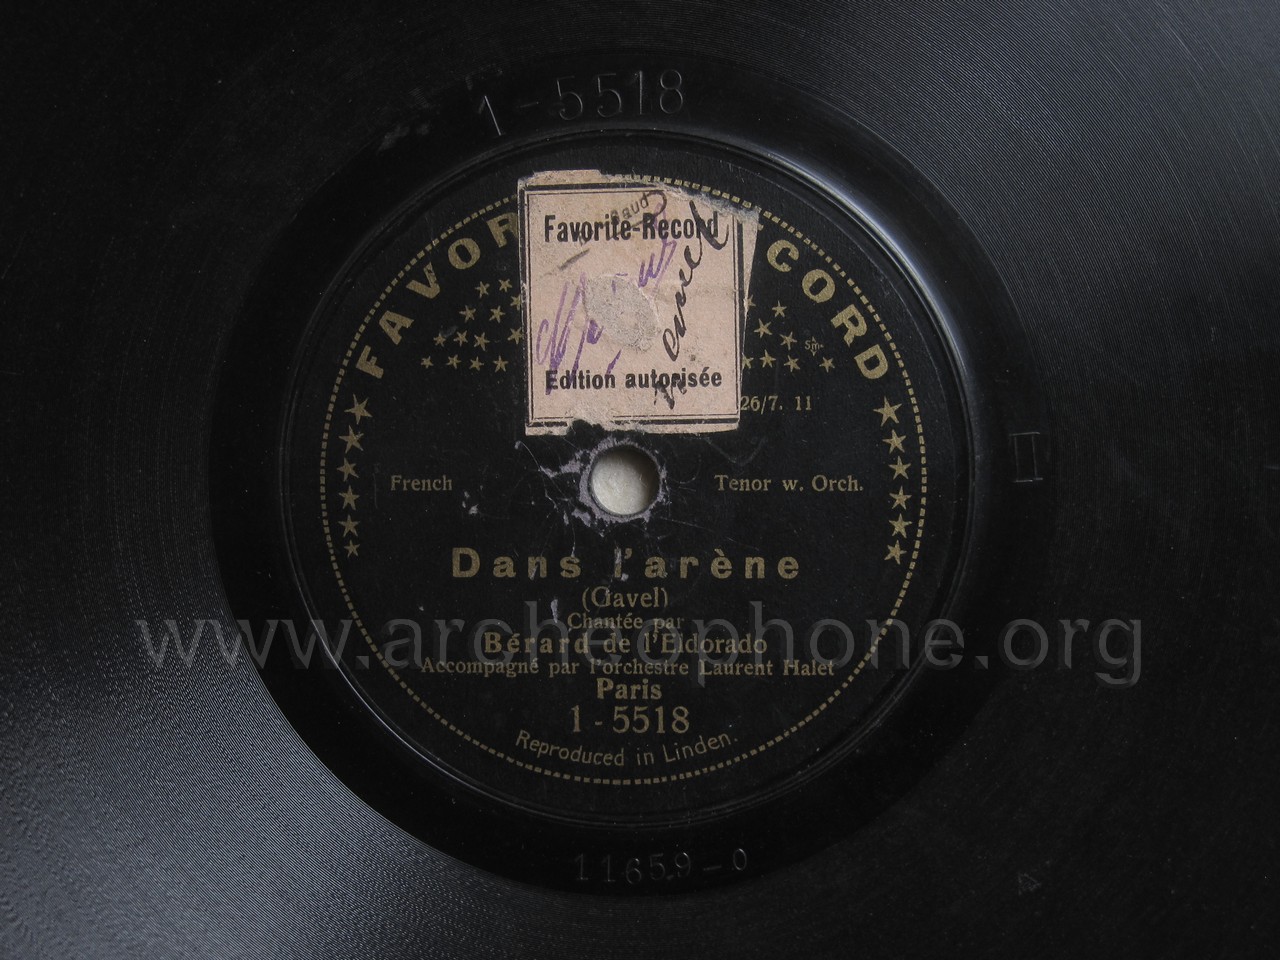 1-5518
FAVOR CORD
Favorite-Record
Edition autorisée
26/7. 11
French
Tenor w. Orch.
Dans l'arène
(Gavel)
Chantée par
Bérard de l'Eldorado
Accompagné par l'orchestre Laurent Halet
Paris
1-5518
Reproduced in Linden.
11659-0
www.archeophone.org